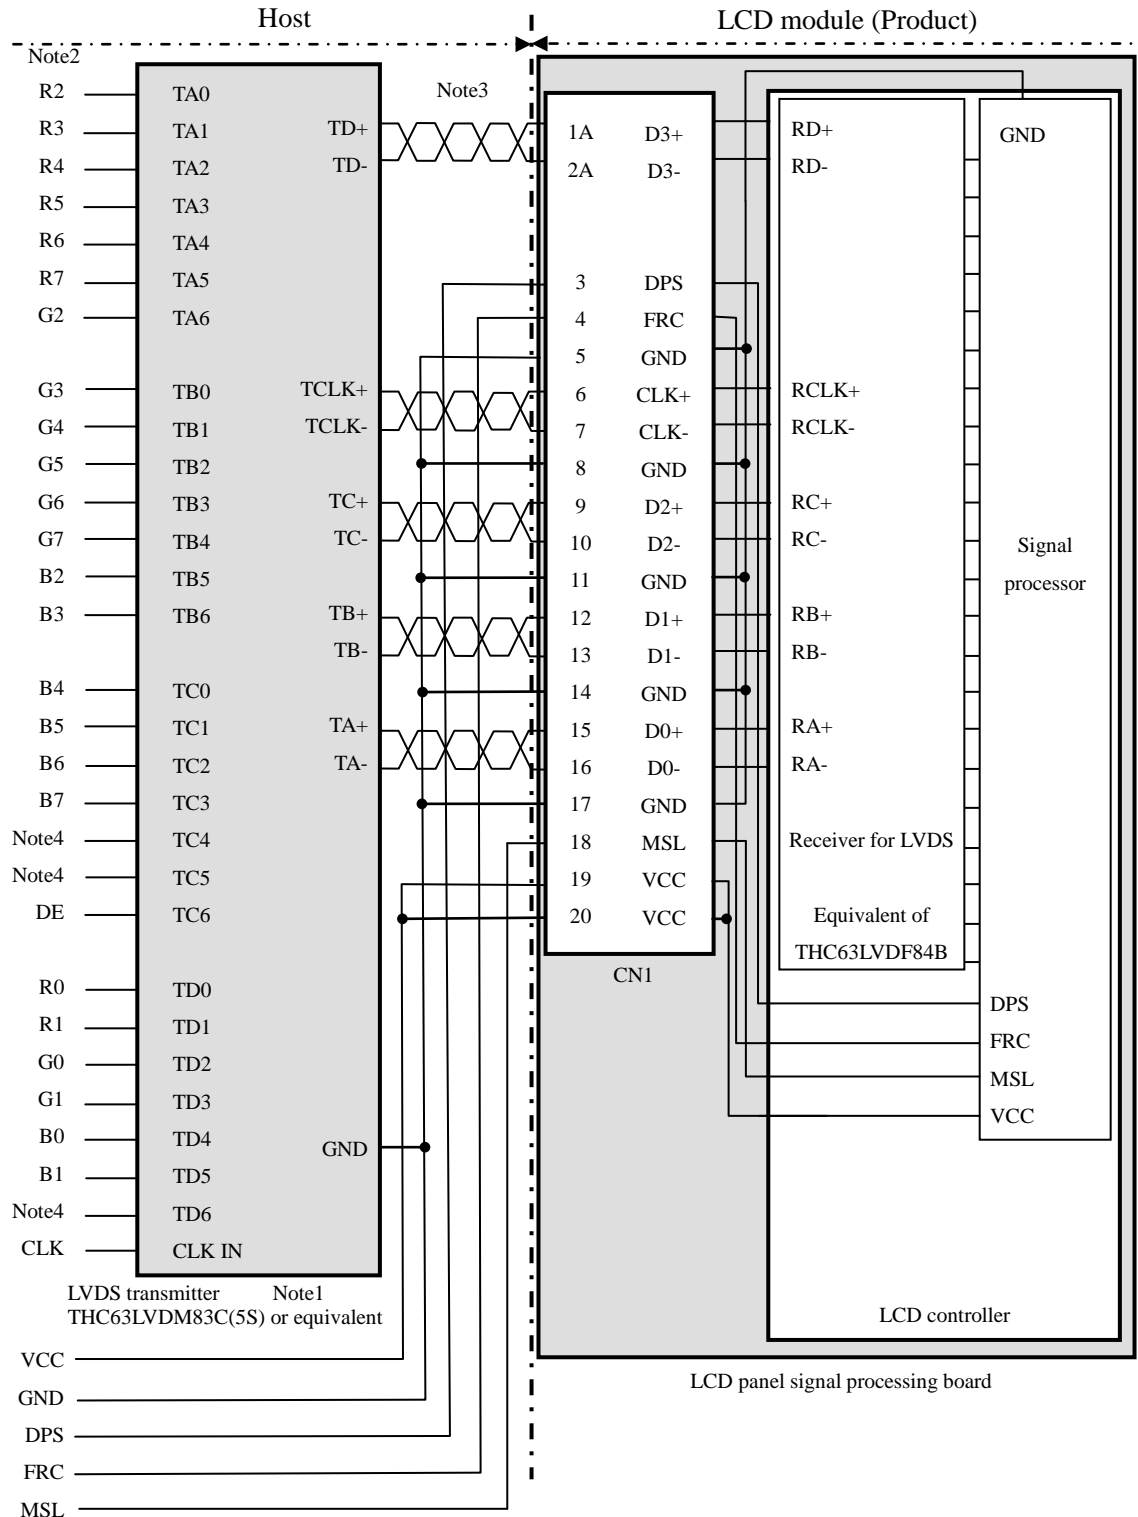 Host
LCD module (Product)
Note2
Note3
R2 TA0
R3 TA1 TD+
R4 TA2 TD-
R5 TA3
R6 TA4
R7 TA5
G2 TA6
G3 TB0 TCLK+
G4 TB1 TCLK-
G5 TB2
G6 TB3 TC+
G7 TB4 TC-
B2 TB5
B3 TB6 TB+
TB-
B4 TC0
B5 TC1 TA+
B6 TC2 TA-
B7 TC3
Note4 TC4
Note4 TC5
DE TC6
R0 TD0
R1 TD1
G0 TD2
G1 TD3
B0 TD4 GND
B1 TD5
Note4 TD6
CLK CLK IN
LVDS transmitter Note1
THC63LVDM83C(5S) or equivalent
VCC
GND
DPS
FRC
MSL
1A D3+ RD+
2A D3- RD-
3 DPS
4 FRC
5 GND
6 CLK+ RCLK+
7 CLK- RCLK-
8 GND
9 D2+ RC+
10 D2- RC-
11 GND
12 D1+ RB+
13 D1- RB-
14 GND
15 D0+ RA+
16 D0- RA-
17 GND
18 MSL
19 VCC
20 VCC
CN1
Receiver for LVDS
Equivalent of
THC63LVDF84B
GND
Signal
processor
DPS
FRC
MSL
VCC
LCD controller
LCD panel signal processing board